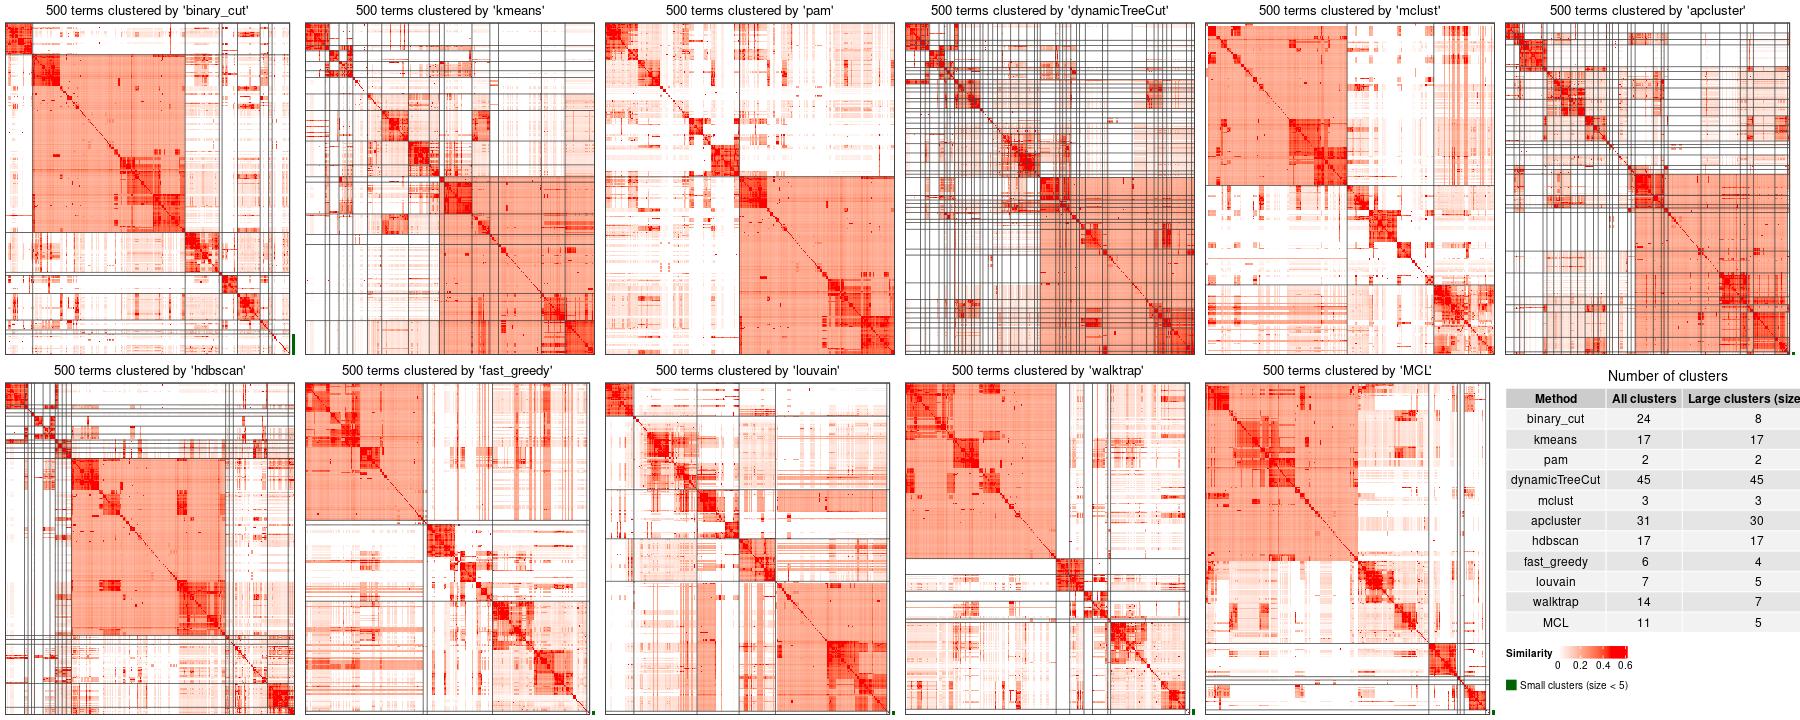 500 terms clustered by 'binary_cut'
500 terms clustered by 'kmeans'
500 terms clustered by 'pam'
500 terms clustered by 'dynamicTreeCut'
500 terms clustered by 'mclust'
500 terms clustered by 'apcluster'
500 terms clustered by 'hdbscan'
500 terms clustered by 'fast_greedy'
500 terms clustered by 'louvain'
500 terms clustered by 'walktrap'
500 terms clustered by 'MCL'
Number of clusters
Method All clusters Large clusters (size
binary_cut 24 8
kmeans 17 17
pam 2 2
dynamicTreeCut 45 45
mclust 3 3
apcluster 31 30
hdbscan 17 17
fast_greedy 6 4
louvain 7 5
walktrap 14 7
MCL 11 5
Similarity
0 0.2 0.4 0.6
Small clusters (size < 5)